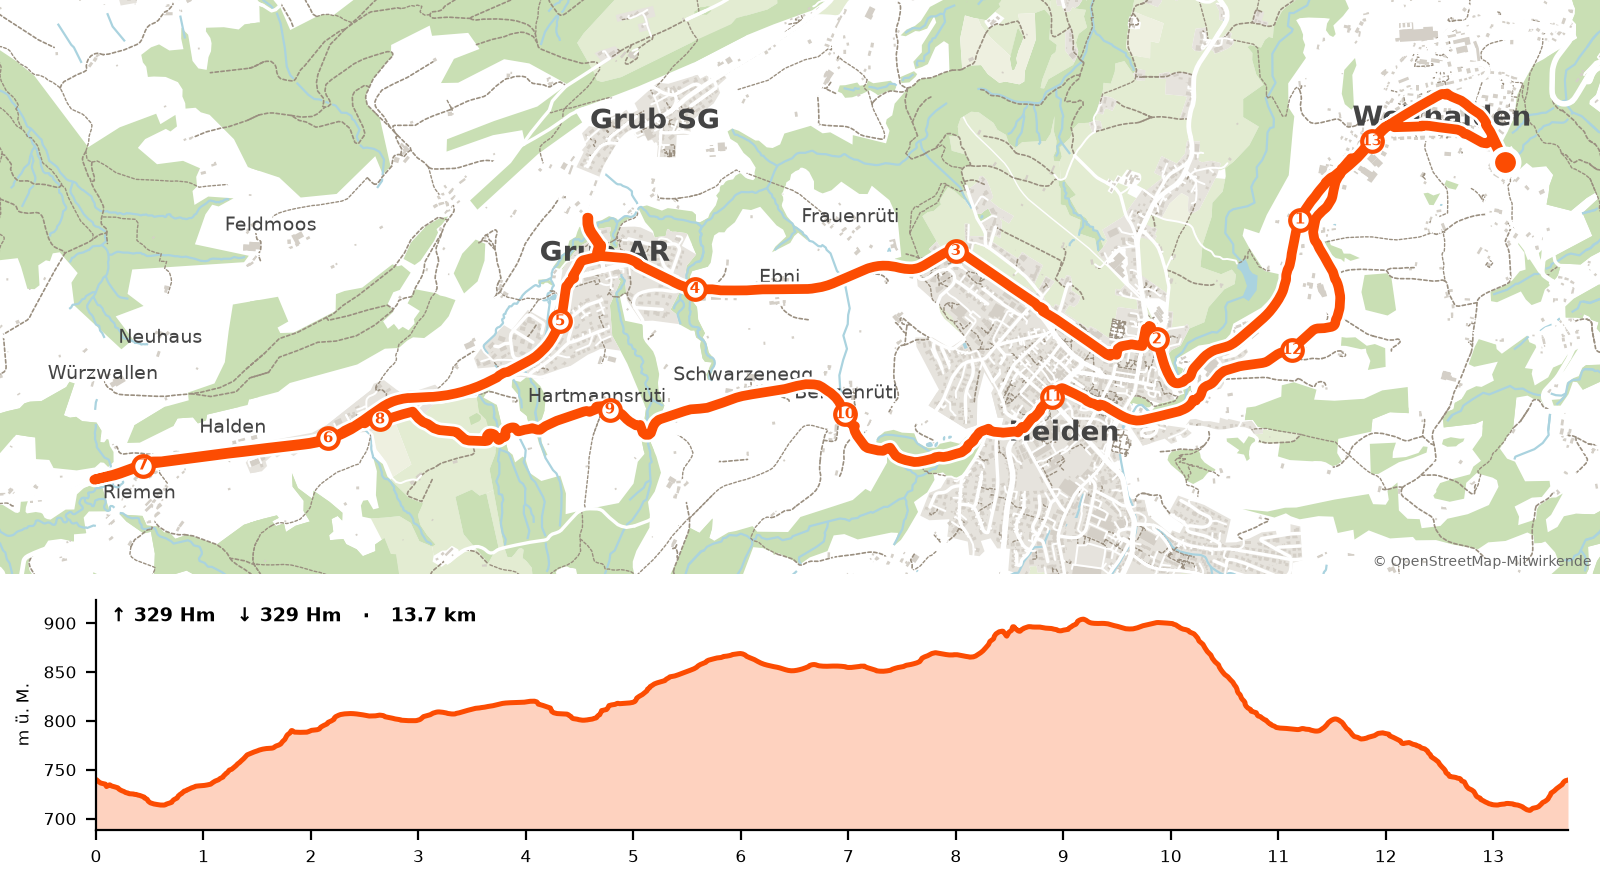 Grub SG
Feldmoos
Frauenrüti
Ebni
Neuhaus
Würzwallen
Schwarzenegg
Hartmannsrüti
Halden
Heiden
Riemen
13
1
3
4
5
2
12
8
11
9
10
6
7
© OpenStreetMap-Mitwirkende
↑ 329 Hm ↓ 329 Hm · 13.7 km
m ü. M.
900
850
800
750
700
0 1 2 3 4 5 6 7 8 9 10 11 12 13